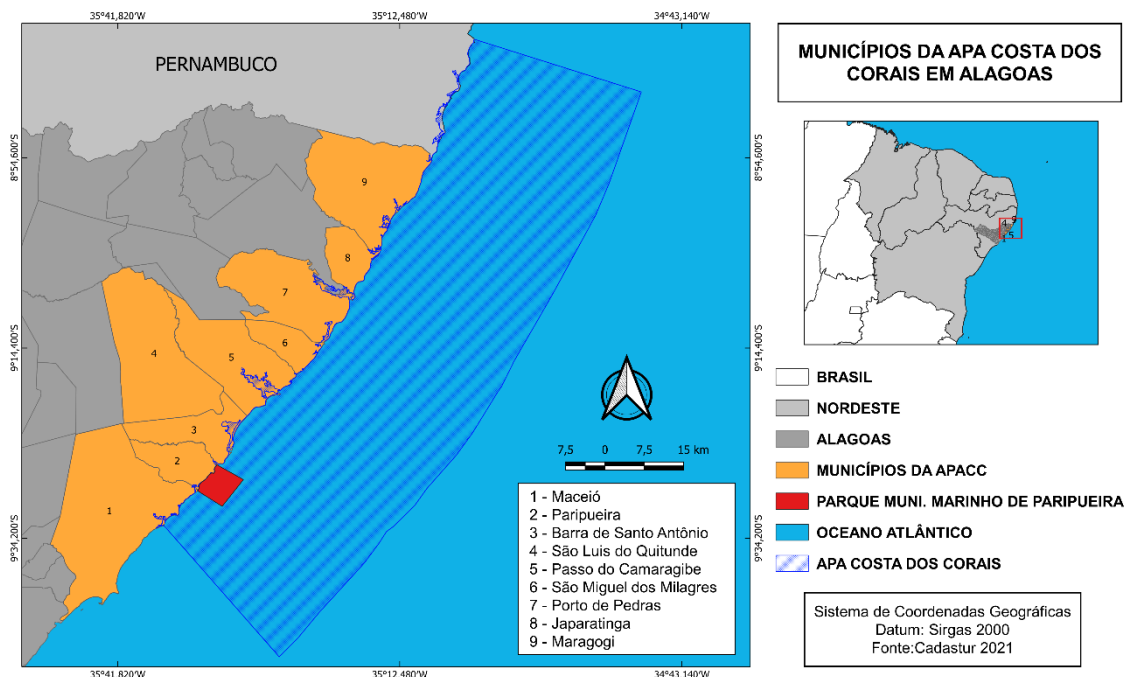 35°41,820'W 35°12,480'W 34°43,140'W
PERNAMBUCO
8°54,600'S
9°14,400'S
9°34,200'S
9
8
7
6
5
4
3
2
1
7,5 0 7,5 15 km
1 - Maceió
2 - Paripueira
3 - Barra de Santo Antônio
4 - São Luis do Quitunde
5 - Passo do Camaragibe
6 - São Miguel dos Milagres
7 - Porto de Pedras
8 - Japaratinga
9 - Maragogi
8°54,600'S
9°14,400'S
9°34,200'S
35°41,820'W 35°12,480'W 34°43,140'W
MUNICÍPIOS DA APA COSTA DOS
CORAIS EM ALAGOAS
4 9
5
BRASIL
NORDESTE
ALAGOAS
MUNICÍPIOS DA APACC
PARQUE MUNI. MARINHO DE PARIPUEIRA
OCEANO ATLÂNTICO
APA COSTA DOS CORAIS
Sistema de Coordenadas Geográficas
Datum: Sirgas 2000
Fonte:Cadastur 2021